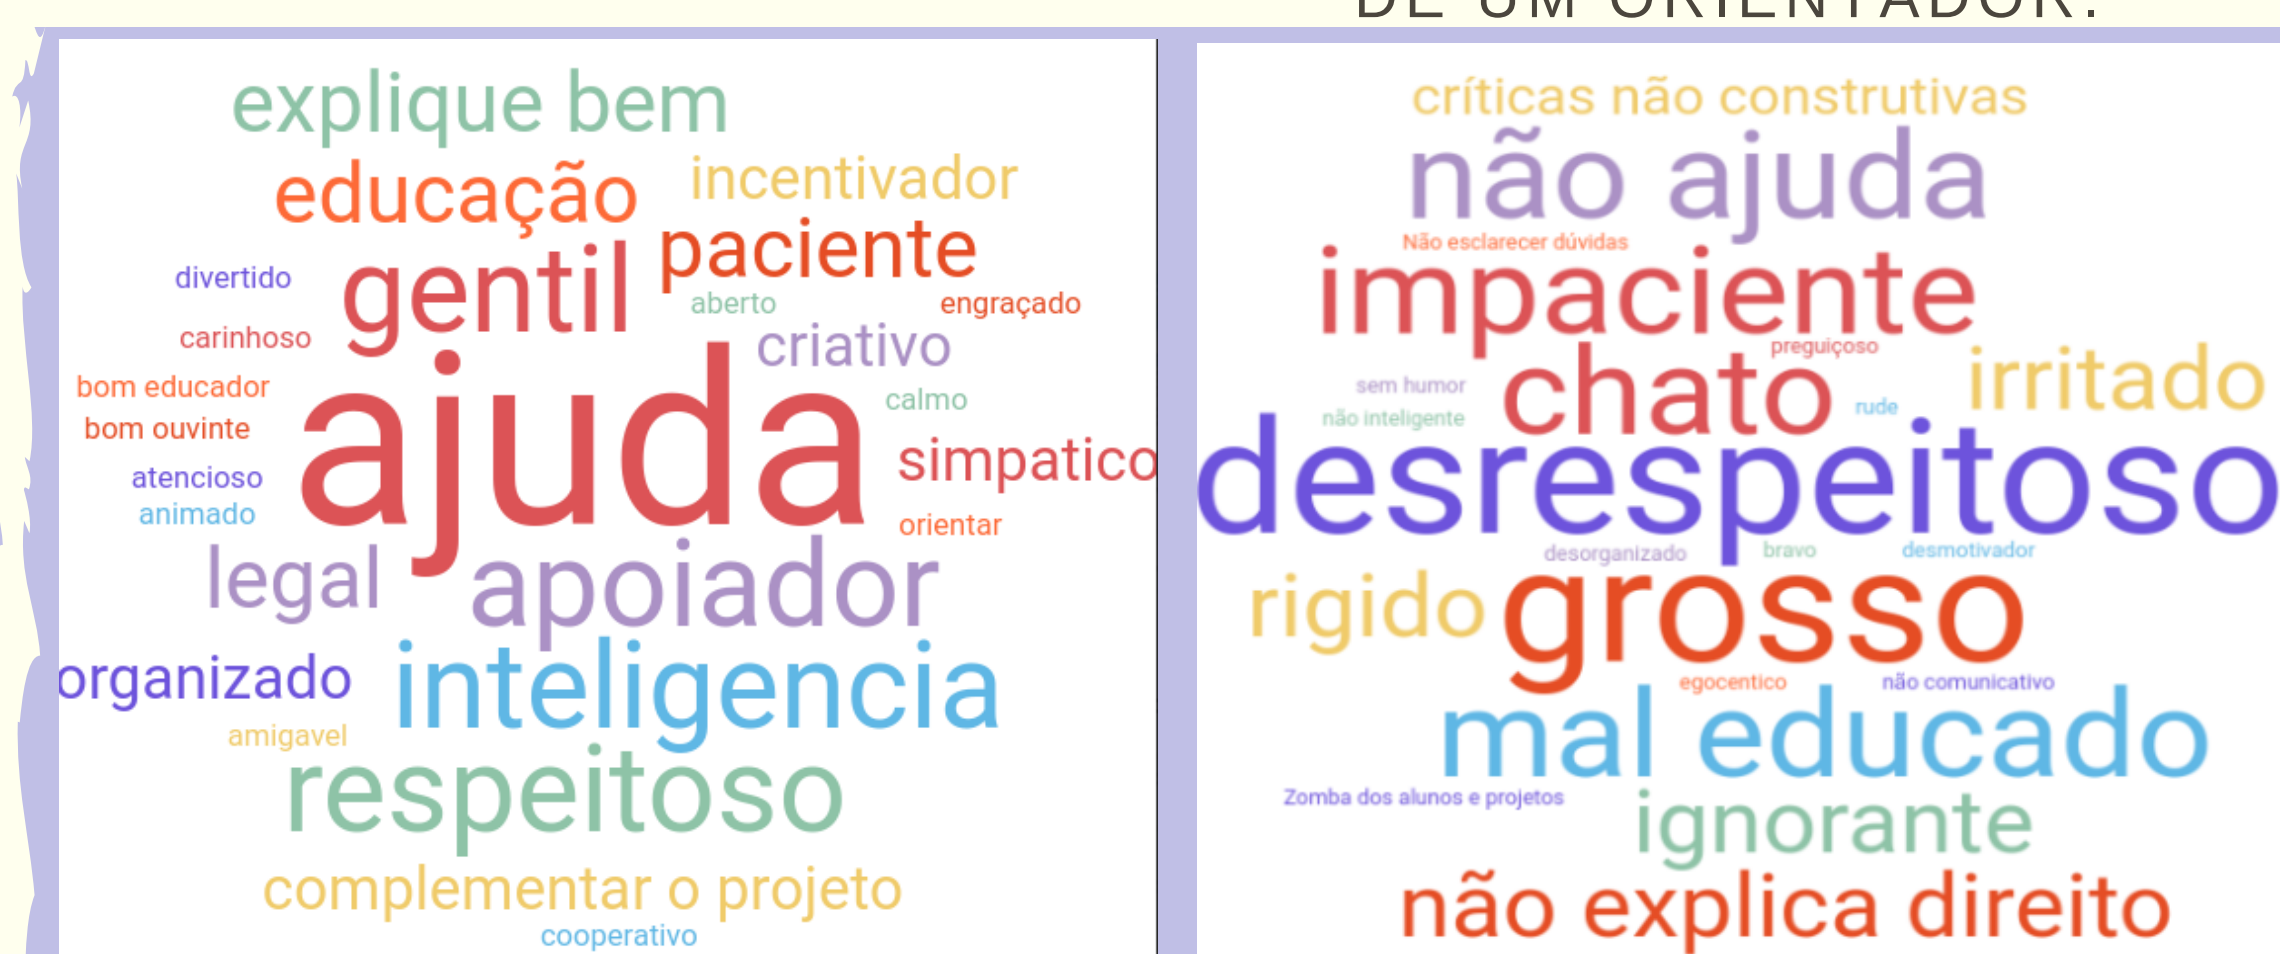 DE UM ORIENTADOR:
explique bem
educação
incentivador
paciente
divertido
gentil
aberto
engraçado
carinhoso
criativo
bom educador
ajuda
calmo
bom ouvinte
simpatico
atencioso
animado
orientar
legal
apoiador
organizado
inteligencia
amigavel
respeitoso
complementar o projeto
cooperativo
críticas não construtivas
não ajuda
Não esclarecer dúvidas
impaciente
preguiçoso
sem humor
chato
irritado
não inteligente
rude
desrespeitoso
desorganizado
bravo
desmotivador
rigido
grosso
egocentico
não comunicativo
mal educado
Zomba dos alunos e projetos
ignorante
não explica direito